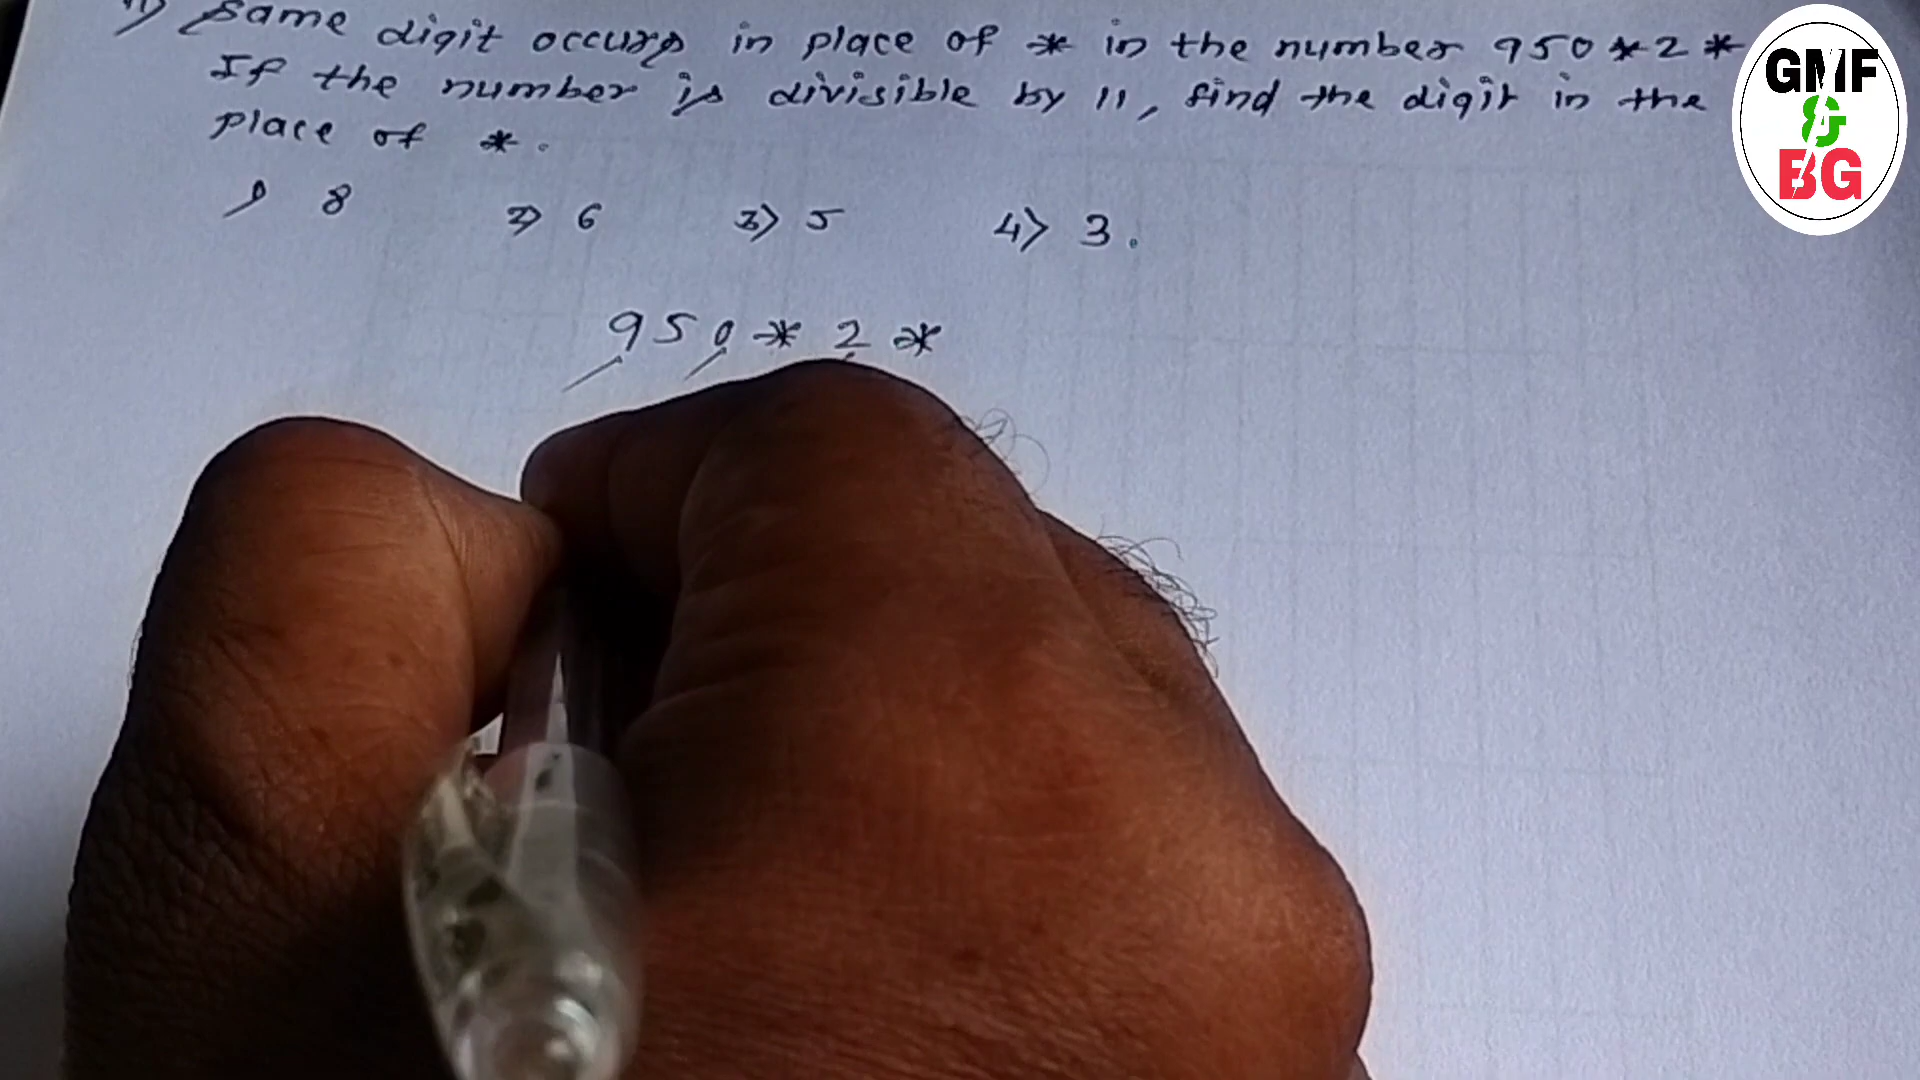 11) Same digit occurs in place of * in the number 950*2*
If the number is divisible by 11, find the digit in the
place of *.
1) 8 2) 6 3) 5 4) 3.
950*2*
GMF
&
BG